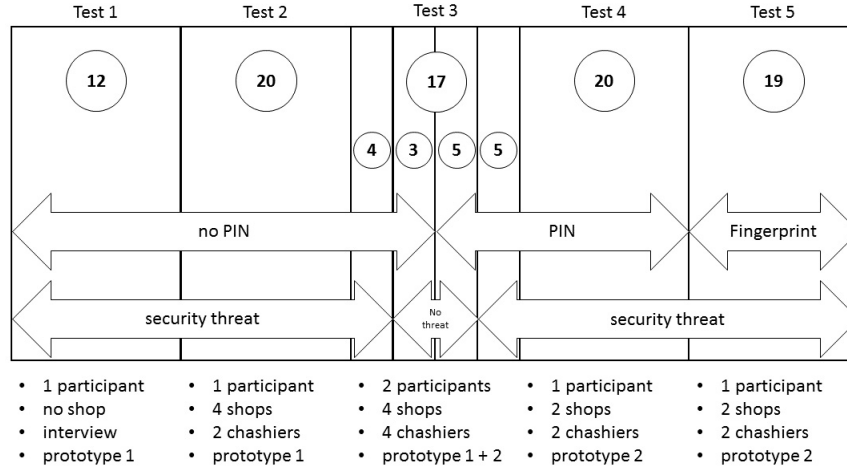 Test 1 Test 2 Test 3 Test 4 Test 5
12 20 17 20 19
4 3 5 5
no PIN PIN Fingerprint
security threat No threat security threat
• 1 participant • 1 participant • 2 participants • 1 participant • 1 participant
• no shop • 4 shops • 4 shops • 2 shops • 2 shops
• interview • 2 chashiers • 4 chashiers • 2 chashiers • 2 chashiers
• prototype 1 • prototype 1 • prototype 1 + 2 • prototype 2 • prototype 2